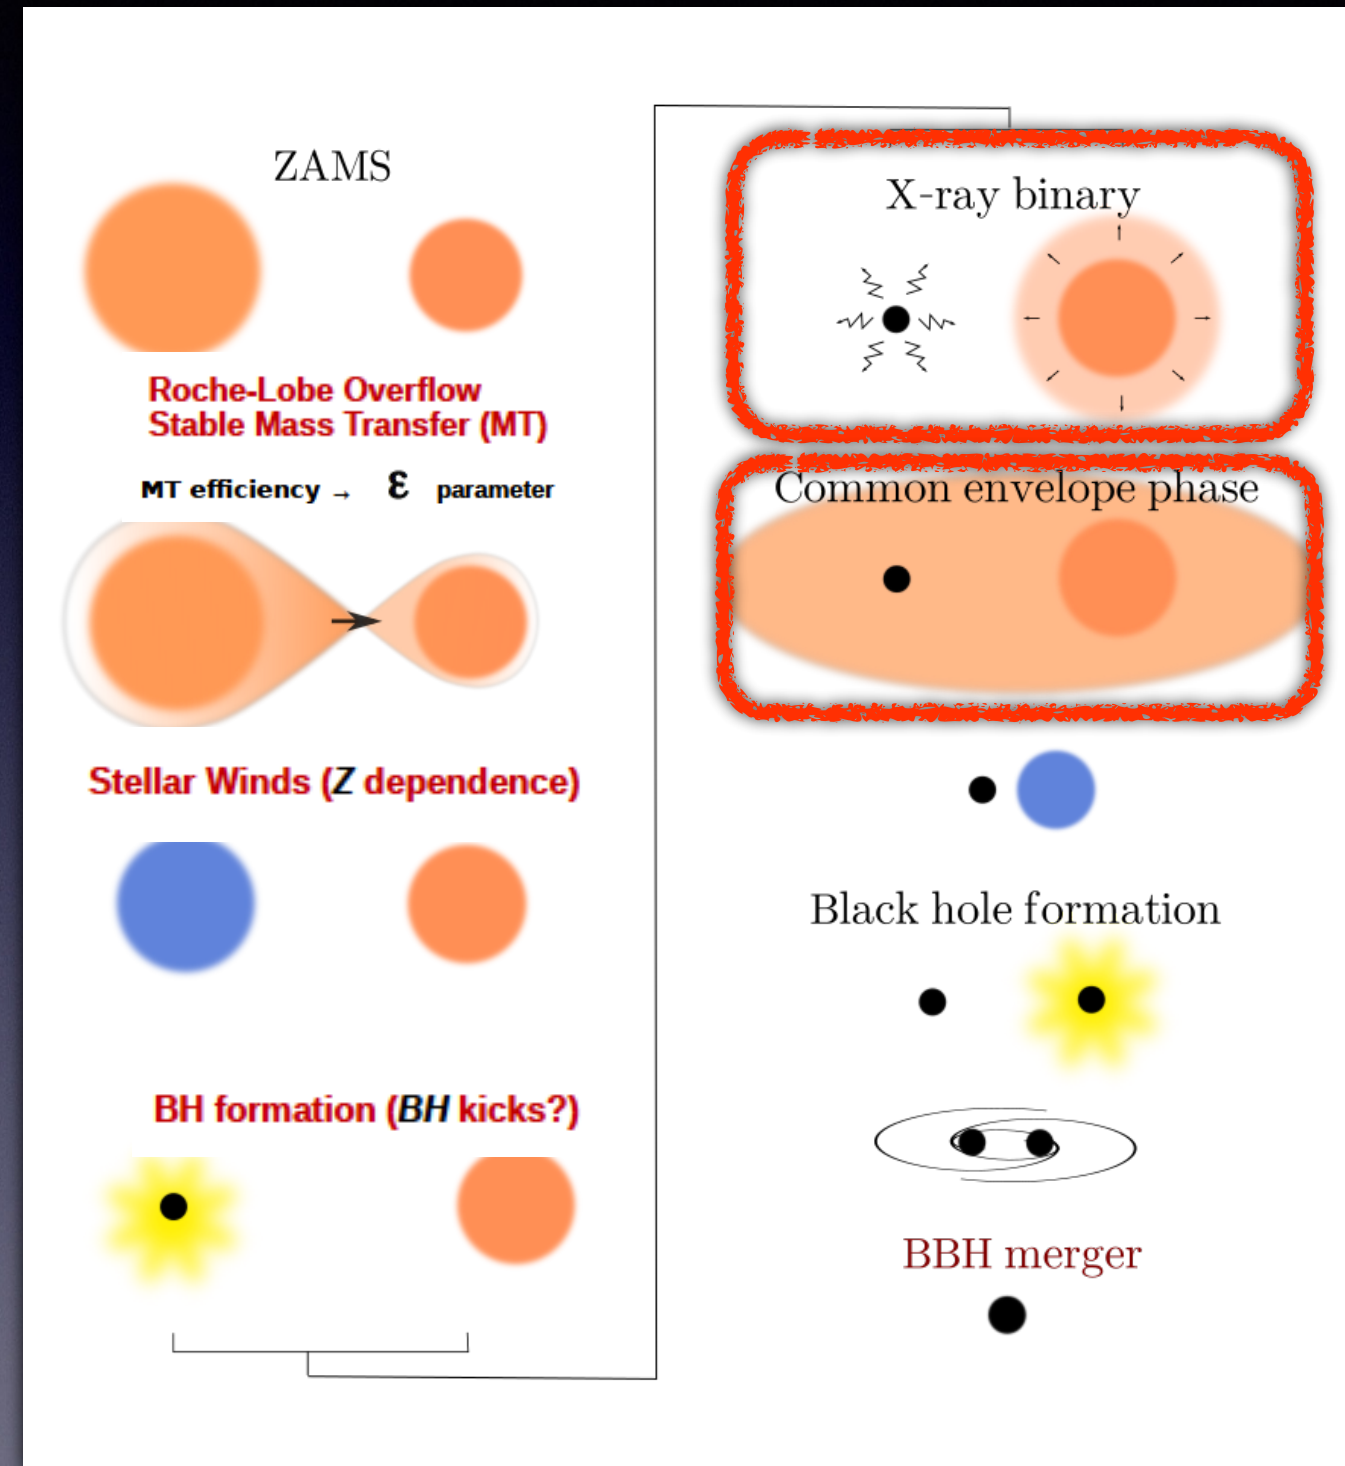 ZAMS
Roche-Lobe Overflow
Stable Mass Transfer (MT)
MT efficiency → ε parameter
Stellar Winds (Z dependence)
BH formation (BH kicks?)
X-ray binary
Common envelope phase
Black hole formation
BBH merger